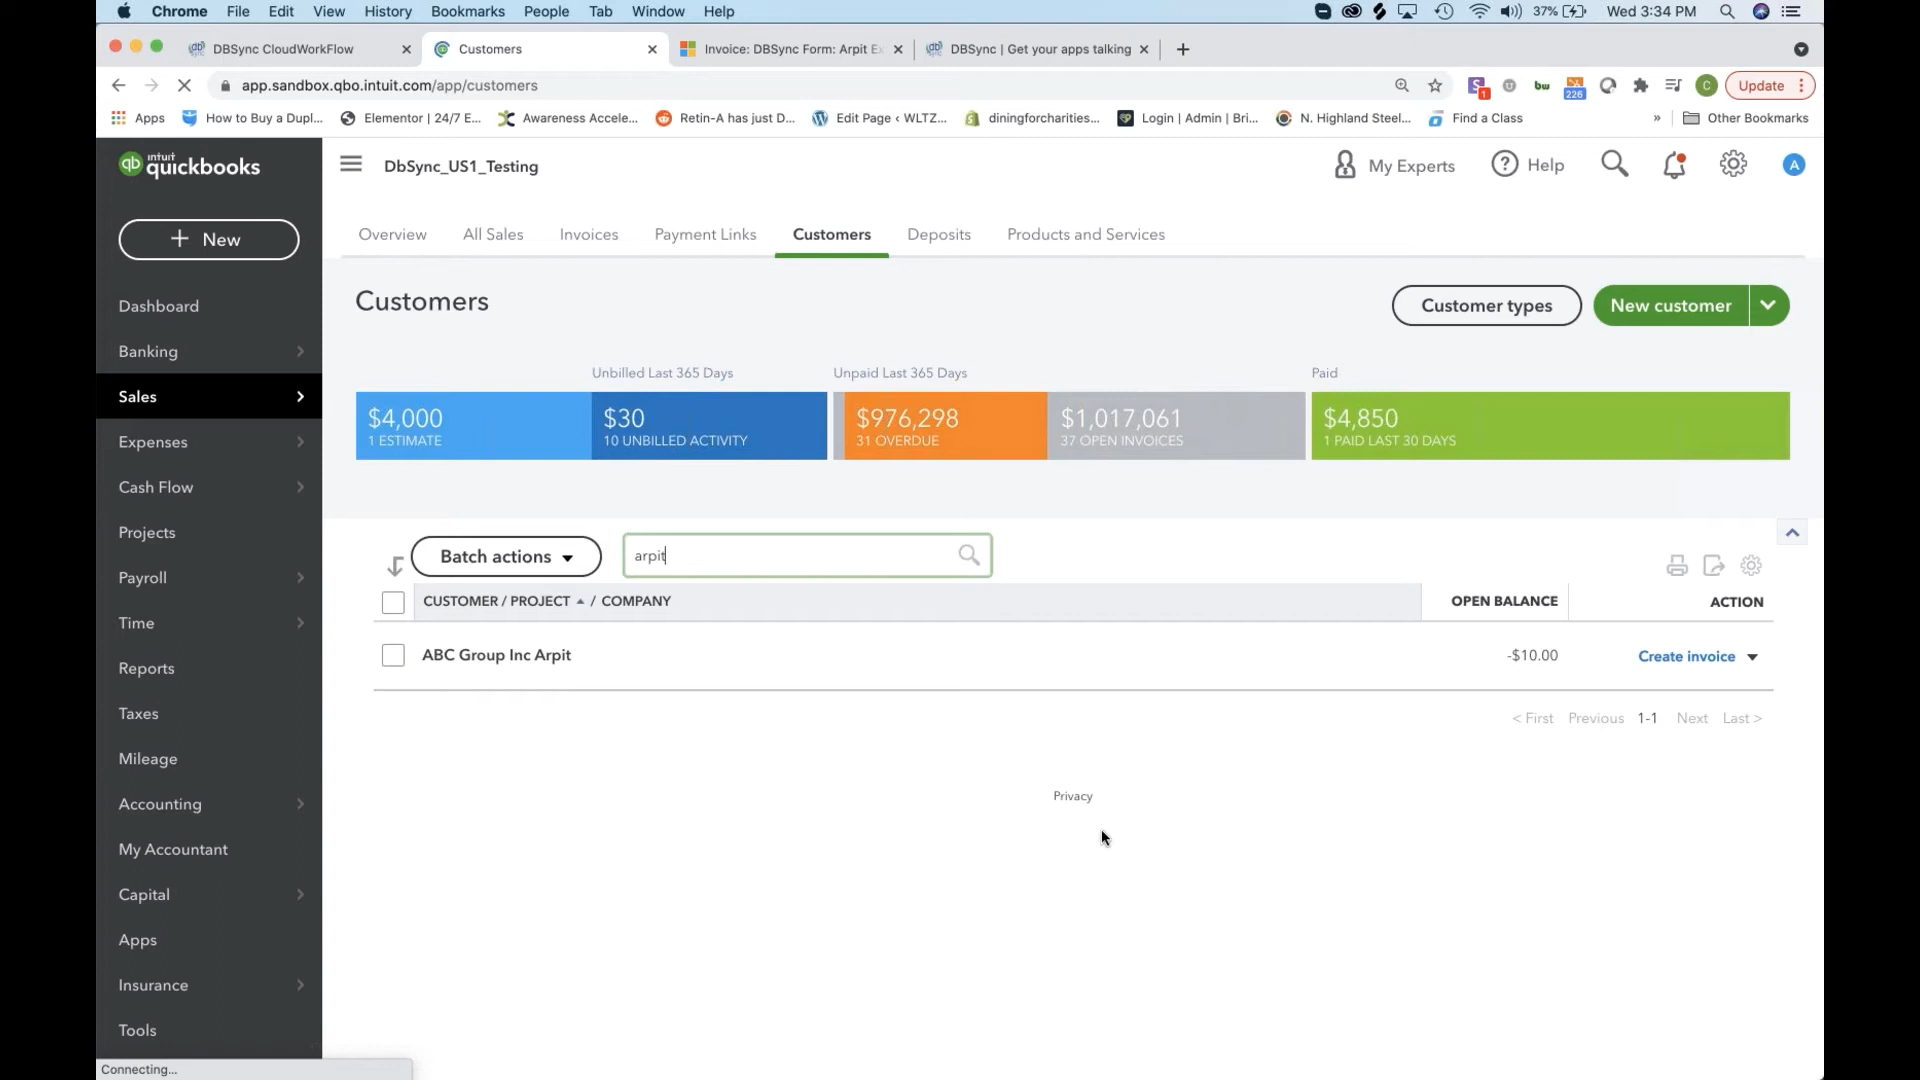 Chrome File Edit View History Bookmarks People Tab Window Help 37% Wed 3:34 PM
DBSync CloudWorkFlow Customers Invoice: DBSync Form: Arpit Ex DBSync | Get your apps talking
app.sandbox.qbo.intuit.com/app/customers 1 bw 226 C Update
Apps How to Buy a Dupl... Elementor | 24/7 E... Awareness Accele... Retin-A has just D... Edit Page ‹ WLTZ... diningforcharities... Login | Admin | Bri... N. Highland Steel... Find a Class » Other Bookmarks
qb intuit quickbooks
DbSync_US1_Testing
My Experts Help A
+ New
Overview All Sales Invoices Payment Links Customers Deposits Products and Services
Dashboard
Banking
Sales
Expenses
Cash Flow
Projects
Payroll
Time
Reports
Taxes
Mileage
Accounting
My Accountant
Capital
Apps
Insurance
Tools
Customers
Customer types New customer
Unbilled Last 365 Days Unpaid Last 365 Days Paid
$4,000 $30 $976,298 $1,017,061 $4,850
1 ESTIMATE 10 UNBILLED ACTIVITY 31 OVERDUE 37 OPEN INVOICES 1 PAID LAST 30 DAYS
Batch actions arpit
CUSTOMER / PROJECT / COMPANY OPEN BALANCE ACTION
ABC Group Inc Arpit -$10.00 Create invoice
< First Previous 1-1 Next Last >
Privacy
Connecting...